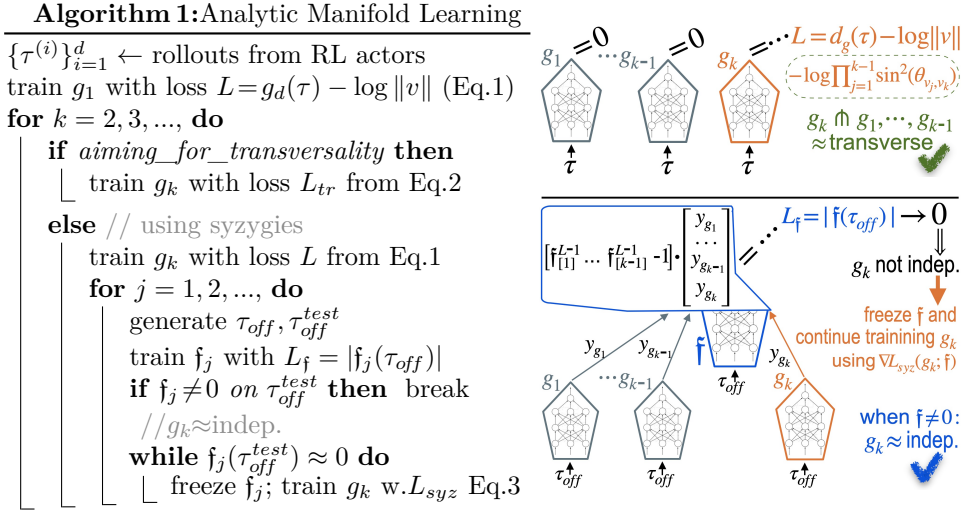 Algorithm 1:Analytic Manifold Learning
{τ^(i)}_{i=1}^d ← rollouts from RL actors
train g_1 with loss L=g_d(τ) − log ‖v‖ (Eq.1)
for k = 2, 3, ..., do
if aiming_for_transversality then
train g_k with loss L_tr from Eq.2
else // using syzygies
train g_k with loss L from Eq.1
for j = 1, 2, ..., do
generate τ_off, τ_off^test
train 𝔣_j with L_𝔣 = |𝔣_j(τ_off)|
if 𝔣_j≠0 on τ_off^test then break
//g_k≈indep.
while 𝔣_j(τ_off^test) ≈ 0 do
freeze 𝔣_j; train g_k w.L_syz Eq.3
g_1 =0 ...g_{k-1} =0 g_k =... L=d_g(τ)−log‖v‖
−log∏_{j=1}^{k−1}sin²(θ_{v_j,v_k})
g_k ⋔ g_1,...,g_{k-1}
≈transverse
τ τ τ
[𝔣_{[1]}^{L-1} ... 𝔣_{[k-1]}^{L-1} -1]·[y_{g_1} ... y_{g_{k-1}} y_{g_k}] =... L_𝔣=|𝔣(τ_off)| → 0
⇓
g_k not indep.
freeze 𝔣 and
continue trainining g_k
using ∇L_syz(g_k; 𝔣)
y_{g_1} y_{g_{k-1}} 𝔣 y_{g_k}
τ_off
g_1 ...g_{k-1} g_k
when 𝔣≠0:
g_k≈ indep.
τ_off τ_off τ_off